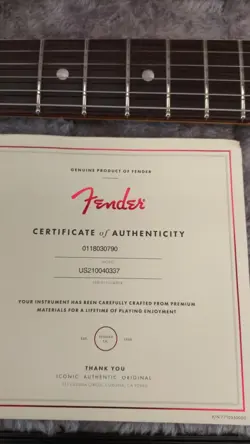 GENUINE PRODUCT OF FENDER
Fender
CERTIFICATE of AUTHENTICITY
0118030790
US210040337
YOUR INSTRUMENT HAS BEEN CAREFULLY CRAFTED FROM PREMIUM
MATERIALS FOR A LIFETIME OF PLAYING ENJOYMENT
THANK YOU
ICONIC AUTHENTIC ORIGINAL